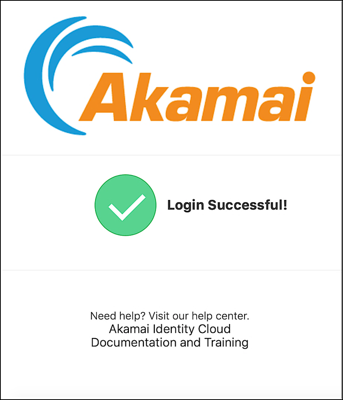 Akamai
Login Successful!
Need help? Visit our help center.
Akamai Identity Cloud
Documentation and Training